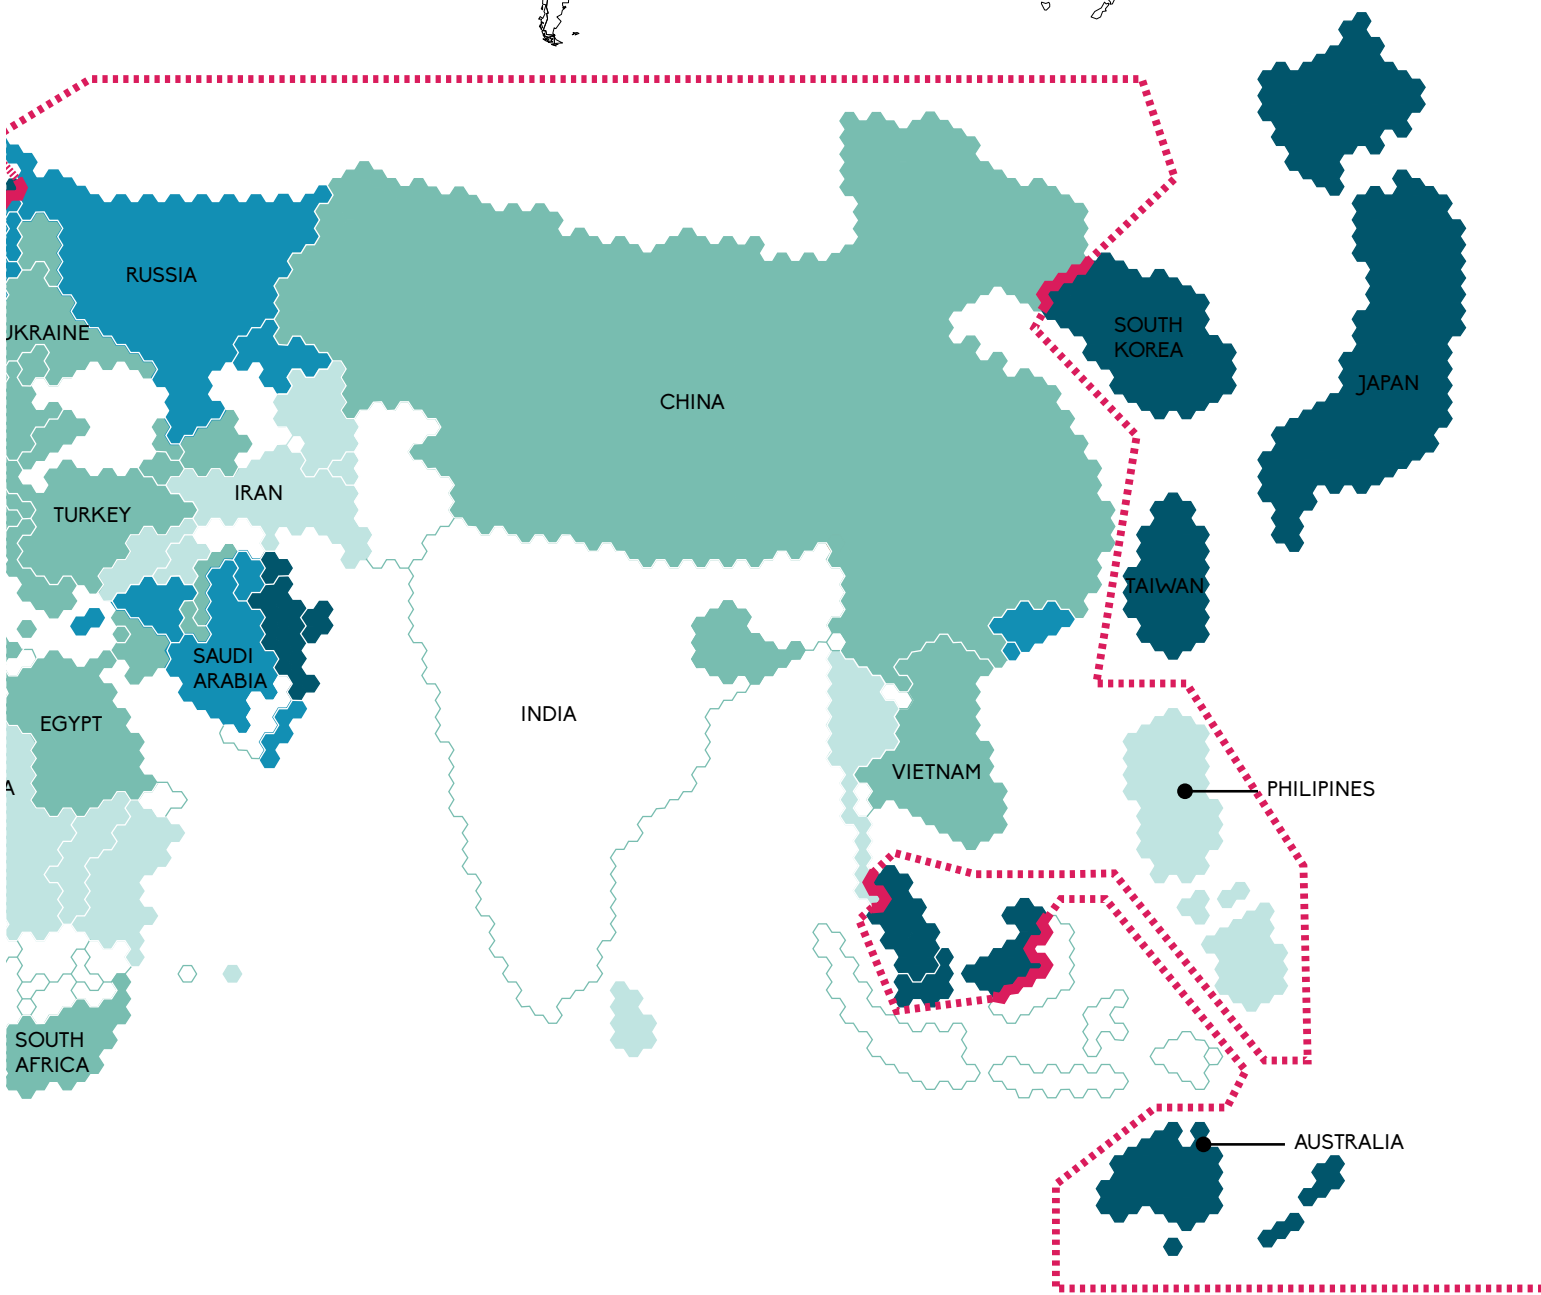 RUSSIA
UKRAINE
SOUTH
KOREA
JAPAN
CHINA
IRAN
TURKEY
TAIWAN
SAUDI
ARABIA
INDIA
EGYPT
VIETNAM
A
PHILIPINES
SOUTH
AFRICA
AUSTRALIA